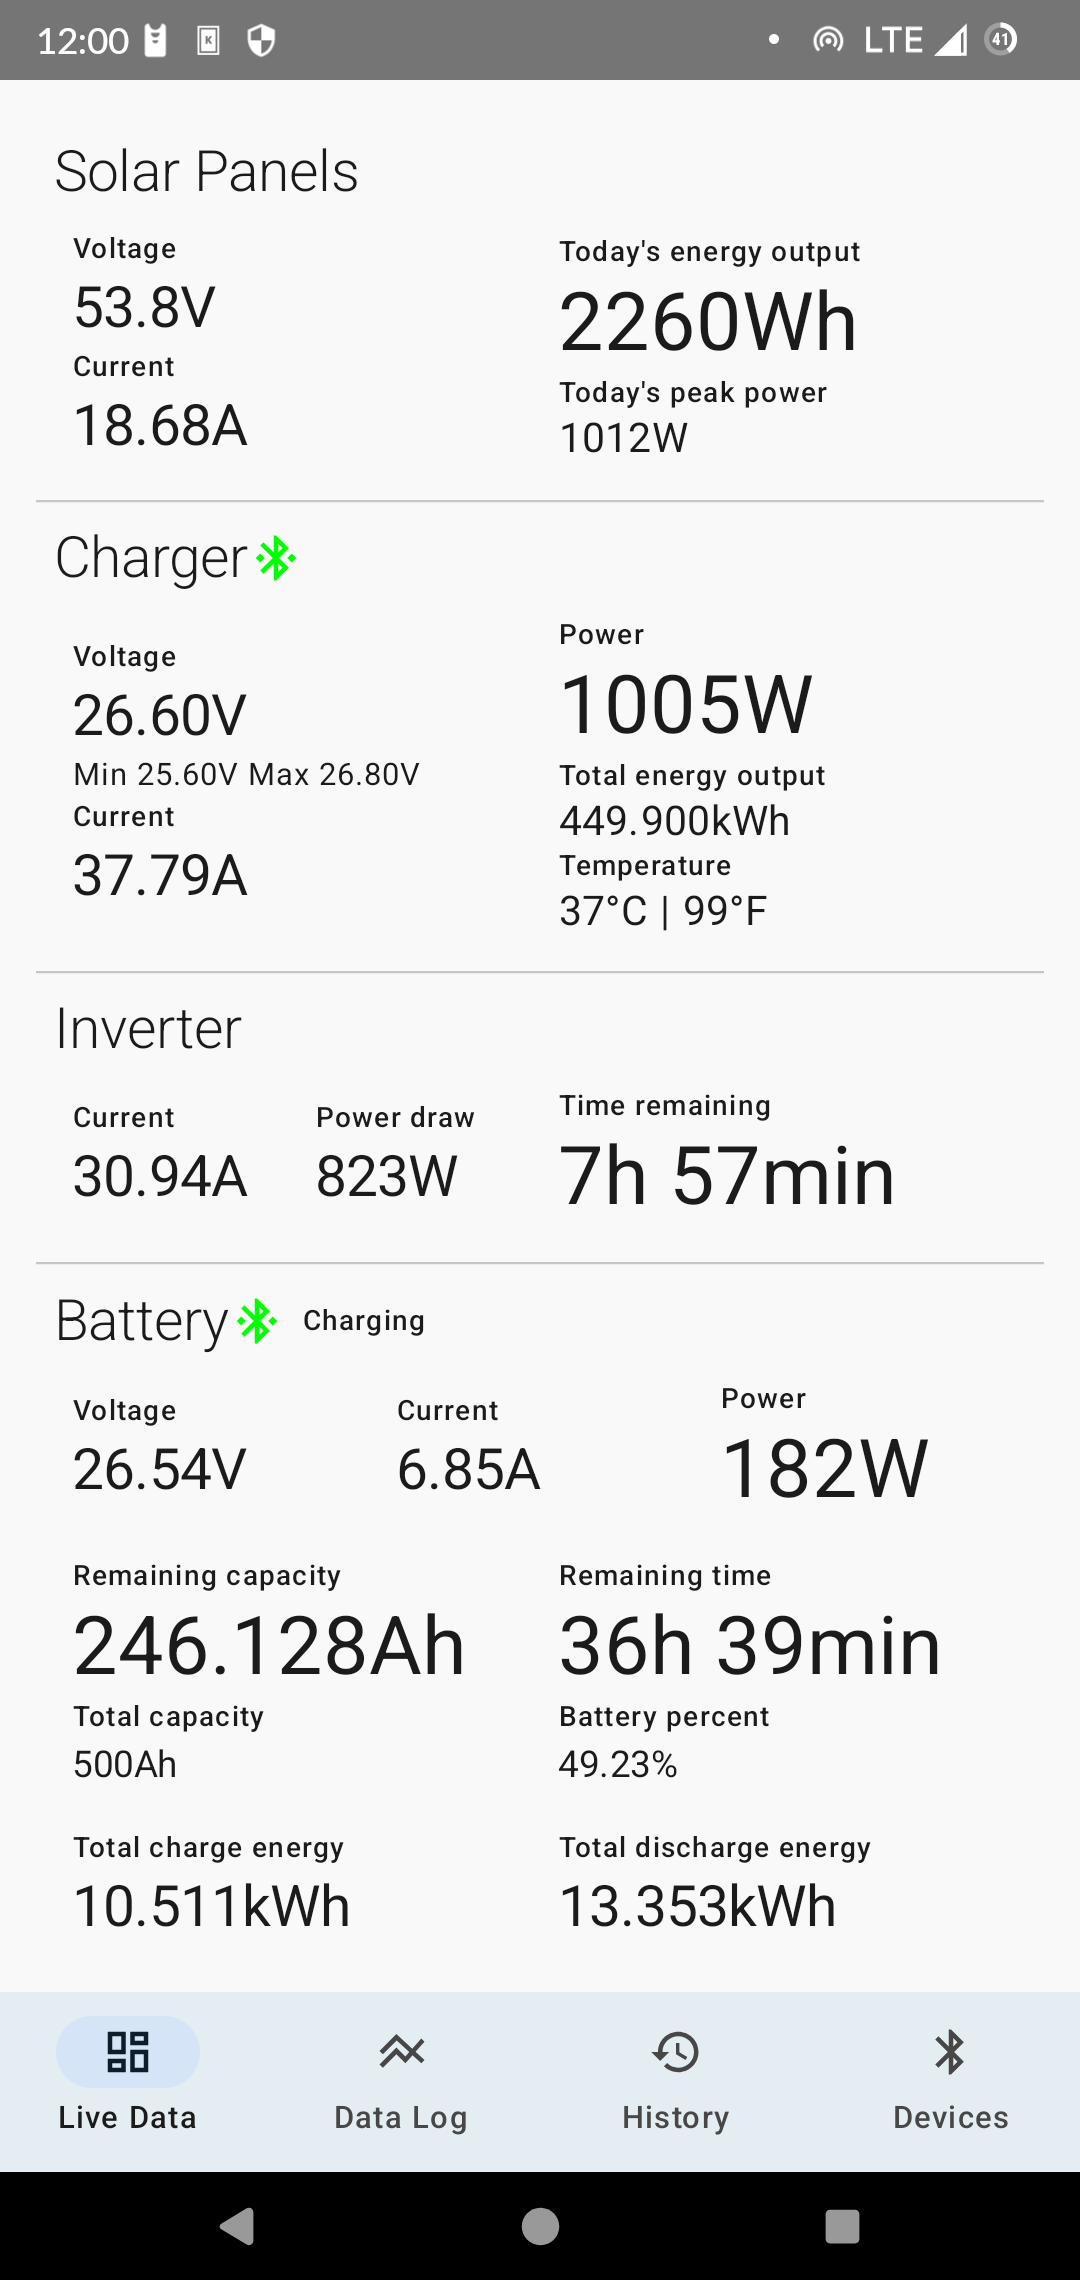 12:00 K LTE 41
Solar Panels
Voltage
53.8V
Current
18.68A
Today's energy output
2260Wh
Today's peak power
1012W
Charger
Voltage
26.60V
Min 25.60V Max 26.80V
Current
37.79A
Power
1005W
Total energy output
449.900kWh
Temperature
37°C | 99°F
Inverter
Current
30.94A
Power draw
823W
Time remaining
7h 57min
Battery Charging
Voltage
26.54V
Current
6.85A
Power
182W
Remaining capacity
246.128Ah
Total capacity
500Ah
Remaining time
36h 39min
Battery percent
49.23%
Total charge energy
10.511kWh
Total discharge energy
13.353kWh
Live Data
Data Log
History
Devices